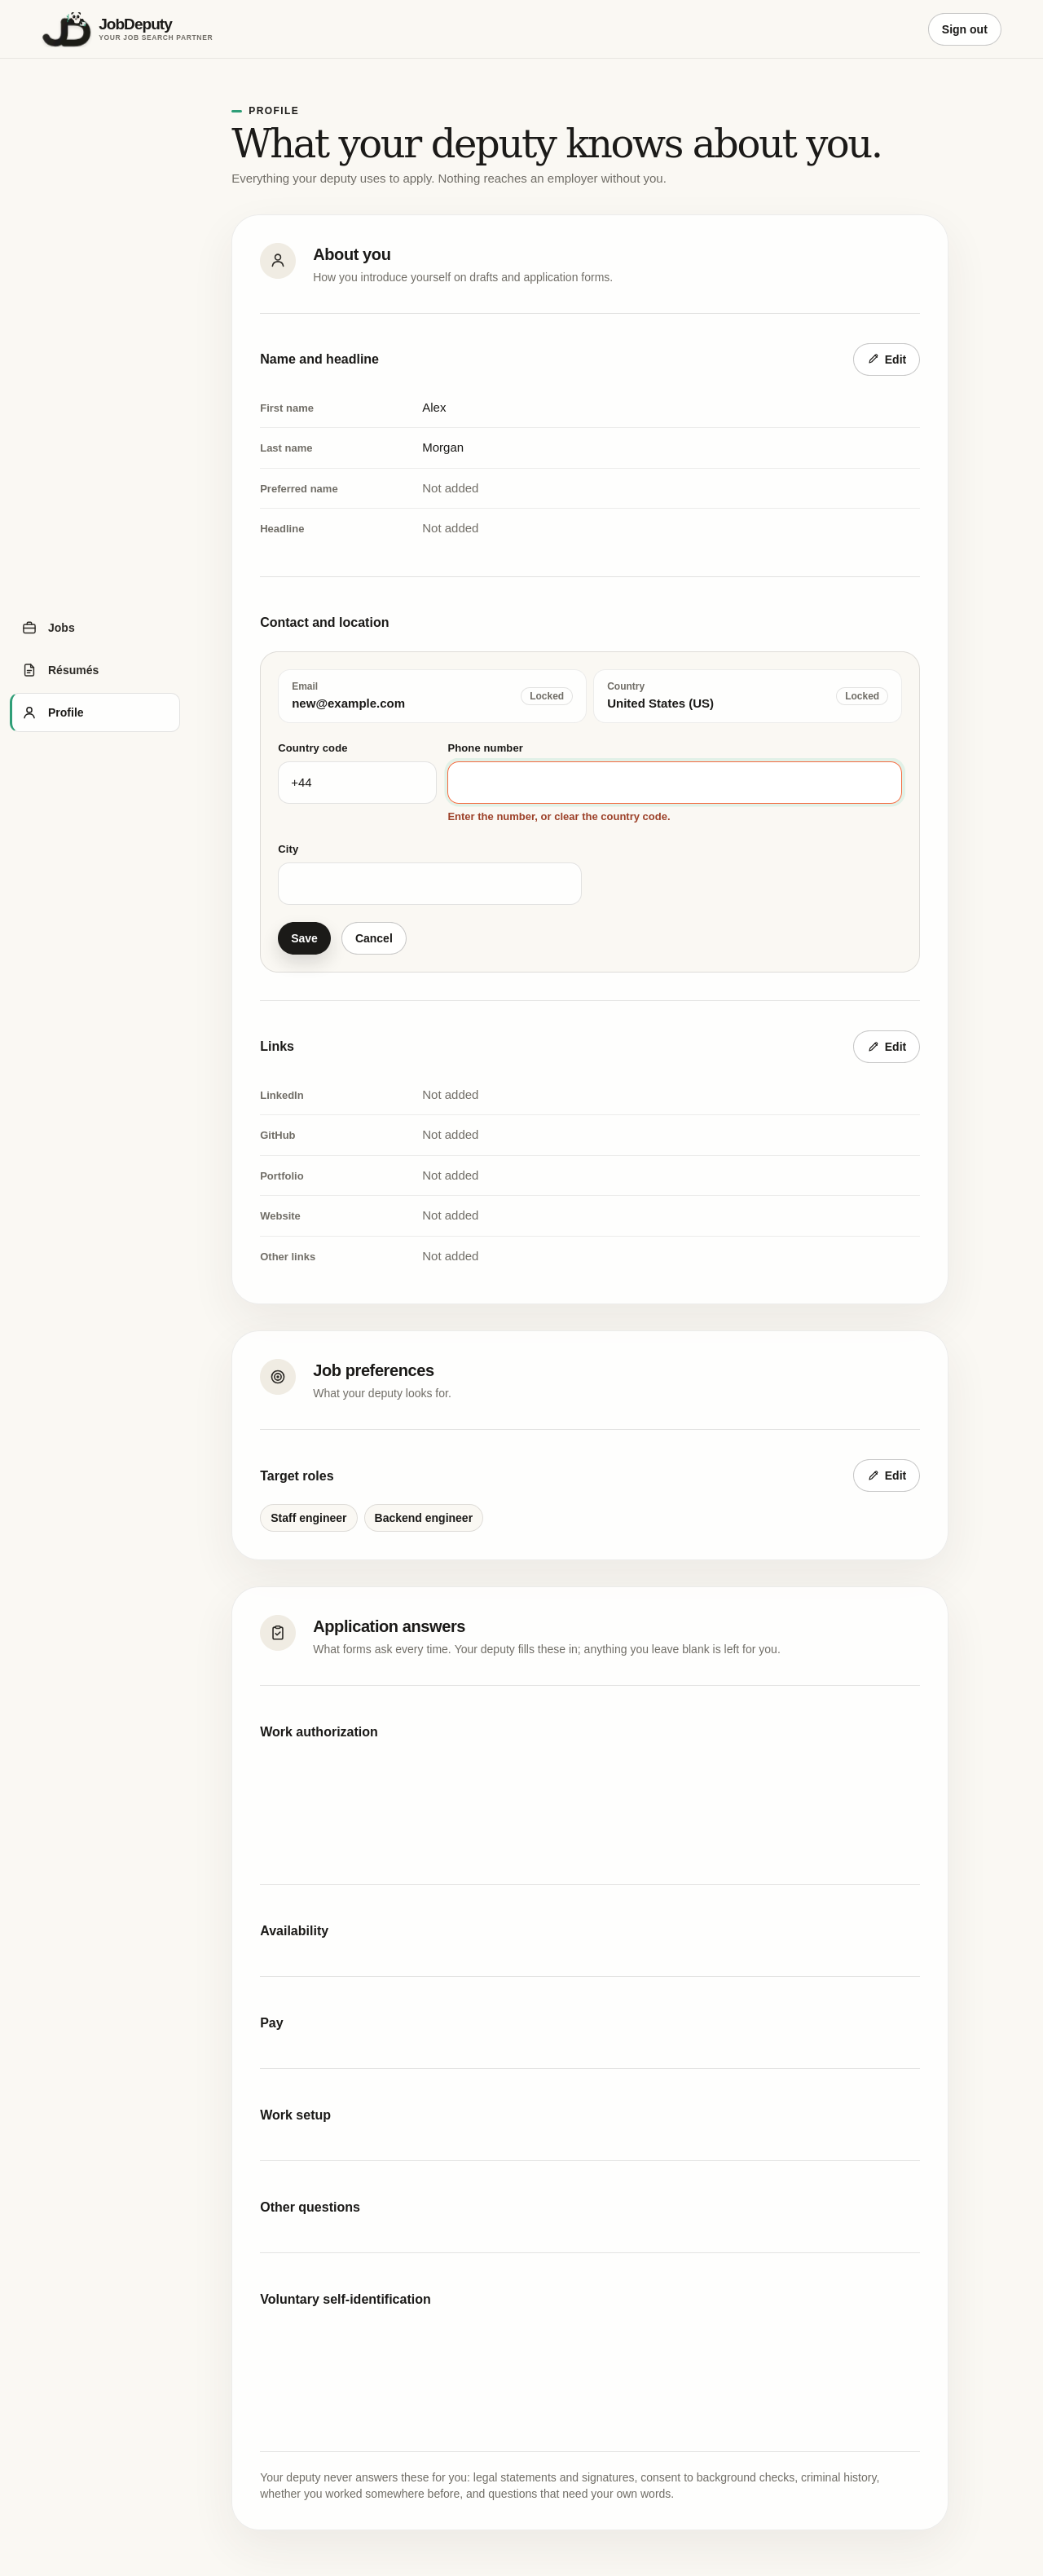 JobDeputy
YOUR JOB SEARCH PARTNER
Sign out
PROFILE
What your deputy knows about you.
Everything your deputy uses to apply. Nothing reaches an employer without you.
Jobs
Résumés
Profile
About you
How you introduce yourself on drafts and application forms.
Name and headline
Edit
First name
Alex
Last name
Morgan
Preferred name
Not added
Headline
Not added
Contact and location
Email
new@example.com
Locked
Country
United States (US)
Locked
Country code
+44
Phone number
Enter the number, or clear the country code.
City
Save
Cancel
Links
Edit
LinkedIn
Not added
GitHub
Not added
Portfolio
Not added
Website
Not added
Other links
Not added
Job preferences
What your deputy looks for.
Target roles
Edit
Staff engineer
Backend engineer
Application answers
What forms ask every time. Your deputy fills these in; anything you leave blank is left for you.
Work authorization
Availability
Pay
Work setup
Other questions
Voluntary self-identification
Your deputy never answers these for you: legal statements and signatures, consent to background checks, criminal history,
whether you worked somewhere before, and questions that need your own words.